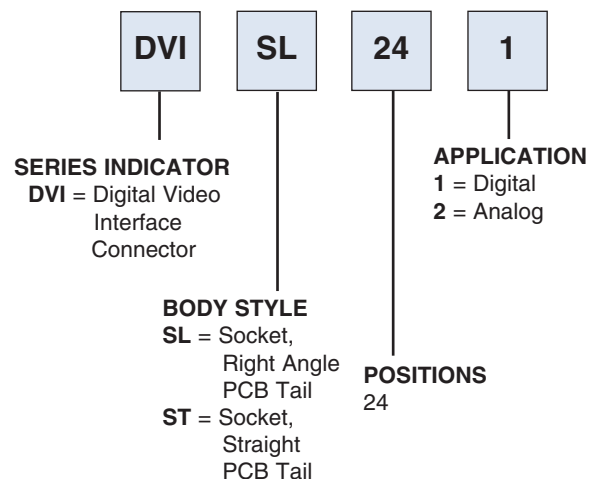 DVI SL 24 1
SERIES INDICATOR
DVI = Digital Video
Interface
Connector
APPLICATION
1 = Digital
2 = Analog
BODY STYLE
SL = Socket,
Right Angle
PCB Tail
ST = Socket,
Straight
PCB Tail
POSITIONS
24